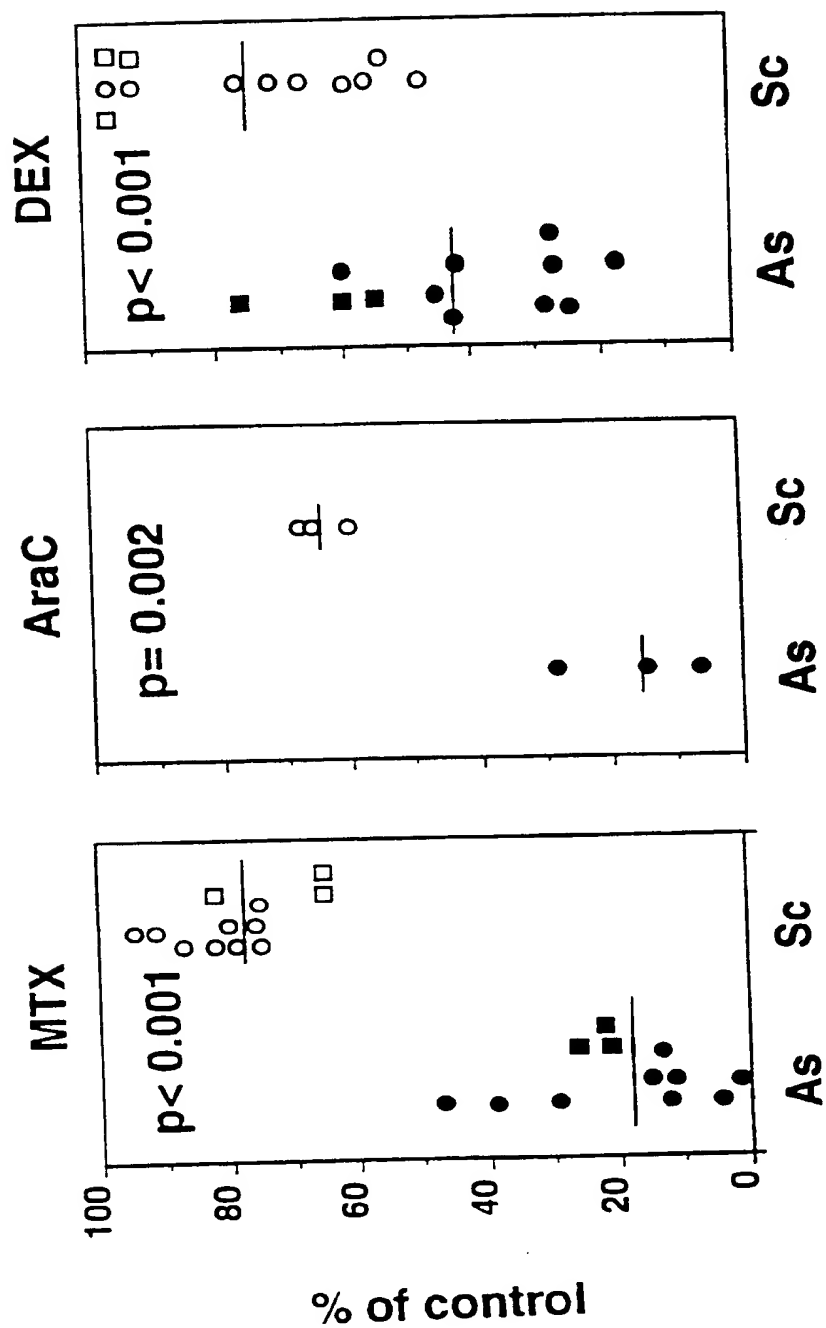 MTX
AraC
DEX
p< 0.001
p= 0.002
p< 0.001
% of control
100
80
60
40
20
0
As
Sc
As
Sc
As
Sc